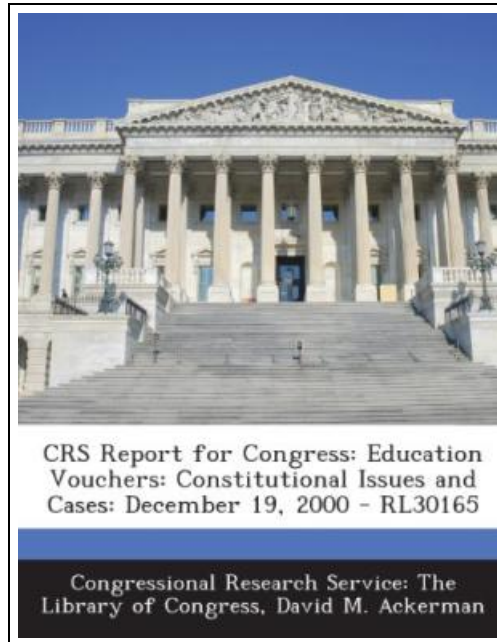 CRS Report for Congress: Education
Vouchers: Constitutional Issues and
Cases: December 19, 2000 - RL30165
Congressional Research Service: The
Library of Congress, David M. Ackerman